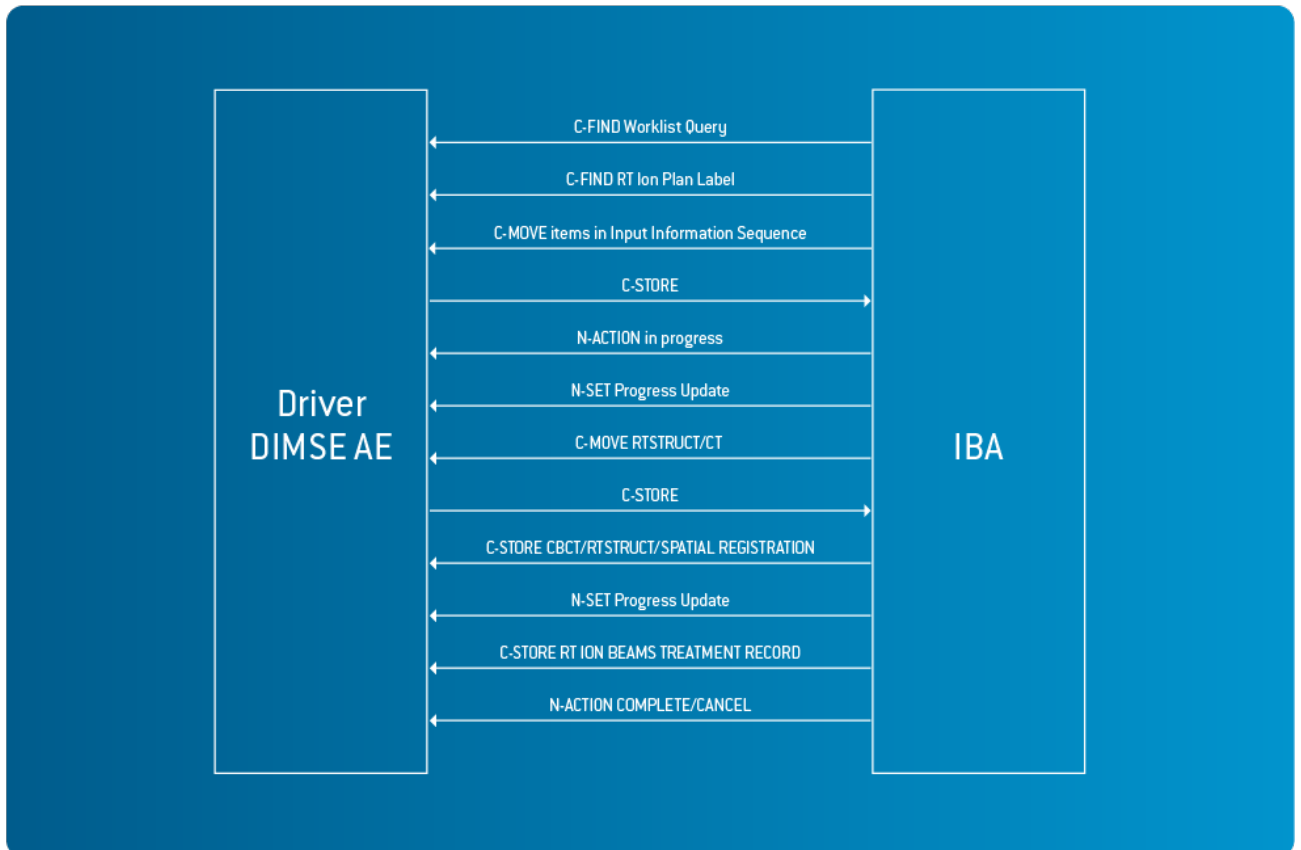 C-FIND Worklist Query
C-FIND RT Ion Plan Label
C-MOVE items in Input Information Sequence
C-STORE
N-ACTION in progress
N-SET Progress Update
Driver
DIMSE AE
C-MOVE RTSTRUCT/CT
IBA
C-STORE
C-STORE CBCT/RTSTRUCT/SPATIAL REGISTRATION
N-SET Progress Update
C-STORE RT ION BEAMS TREATMENT RECORD
N-ACTION COMPLETE/CANCEL